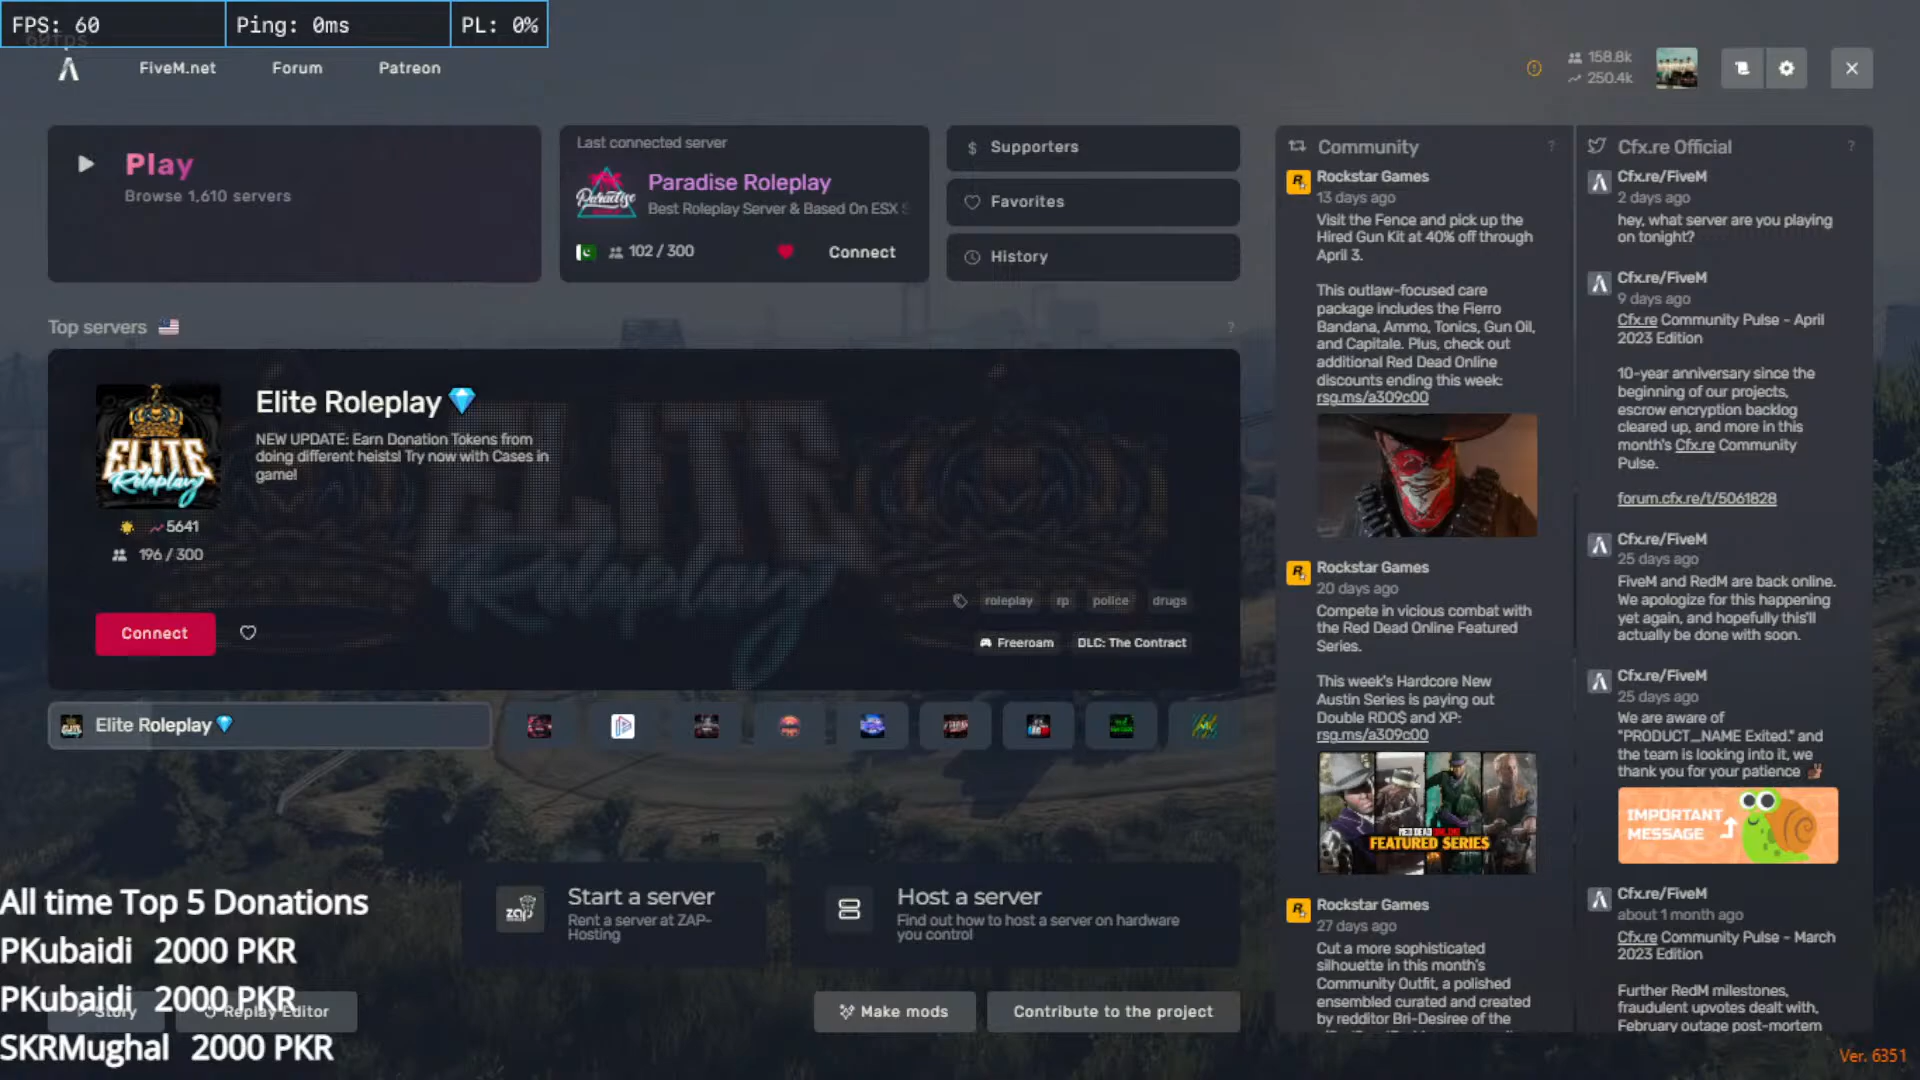 FPS: 60
Ping: 0ms
PL: 0%
60fps
FiveM.net
Forum
Patreon
158.8k
250.4k
Play
Browse 1,610 servers
Last connected server
Paradise
Paradise Roleplay
Best Roleplay Server & Based On ESX S
102 / 300
Connect
Supporters
Favorites
History
Top servers
?
ELITE
Roleplay
Elite Roleplay
NEW UPDATE: Earn Donation Tokens from
doing different heists! Try now with Cases in
game!
5641
196 / 300
Connect
ELITE
Roleplay
roleplay
rp
police
drugs
Freeroam
DLC: The Contract
Elite Roleplay
Start a server
Rent a server at ZAP-
Hosting
zap
Host a server
Find out how to host a server on hardware
you control
Story
Replay Editor
Make mods
Contribute to the project
All time Top 5 Donations
PKubaidi 2000 PKR
PKubaidi 2000 PKR
SKRMughal 2000 PKR
Community
?
Rockstar Games
13 days ago
Visit the Fence and pick up the
Hired Gun Kit at 40% off through
April 3.
This outlaw-focused care
package includes the Fierro
Bandana, Ammo, Tonics, Gun Oil,
and Capitale. Plus, check out
additional Red Dead Online
discounts ending this week:
rsg.ms/a309c00
Rockstar Games
20 days ago
Compete in vicious combat with
the Red Dead Online Featured
Series.
This week's Hardcore New
Austin Series is paying out
Double RDO$ and XP:
rsg.ms/a309c00
RED DEAD ONLINE
FEATURED SERIES
Rockstar Games
27 days ago
Cut a more sophisticated
silhouette in this month's
Community Outfit, a polished
ensembled curated and created
by redditor Bri-Desiree of the
Cfx.re Official
?
Cfx.re/FiveM
2 days ago
hey, what server are you playing
on tonight?
Cfx.re/FiveM
9 days ago
Cfx.re Community Pulse - April
2023 Edition
10-year anniversary since the
beginning of our projects,
escrow encryption backlog
cleared up, and more in this
month's Cfx.re Community
Pulse.
forum.cfx.re/t/5061828
Cfx.re/FiveM
25 days ago
FiveM and RedM are back online.
We apologize for this happening
yet again, and hopefully this'll
actually be done with soon.
Cfx.re/FiveM
25 days ago
We are aware of
"PRODUCT_NAME Exited." and
the team is looking into it, we
thank you for your patience
IMPORTANT
MESSAGE
Cfx.re/FiveM
about 1 month ago
Cfx.re Community Pulse - March
2023 Edition
Further RedM milestones,
fraudulent upvotes dealt with,
February outage post-mortem
Ver. 6351